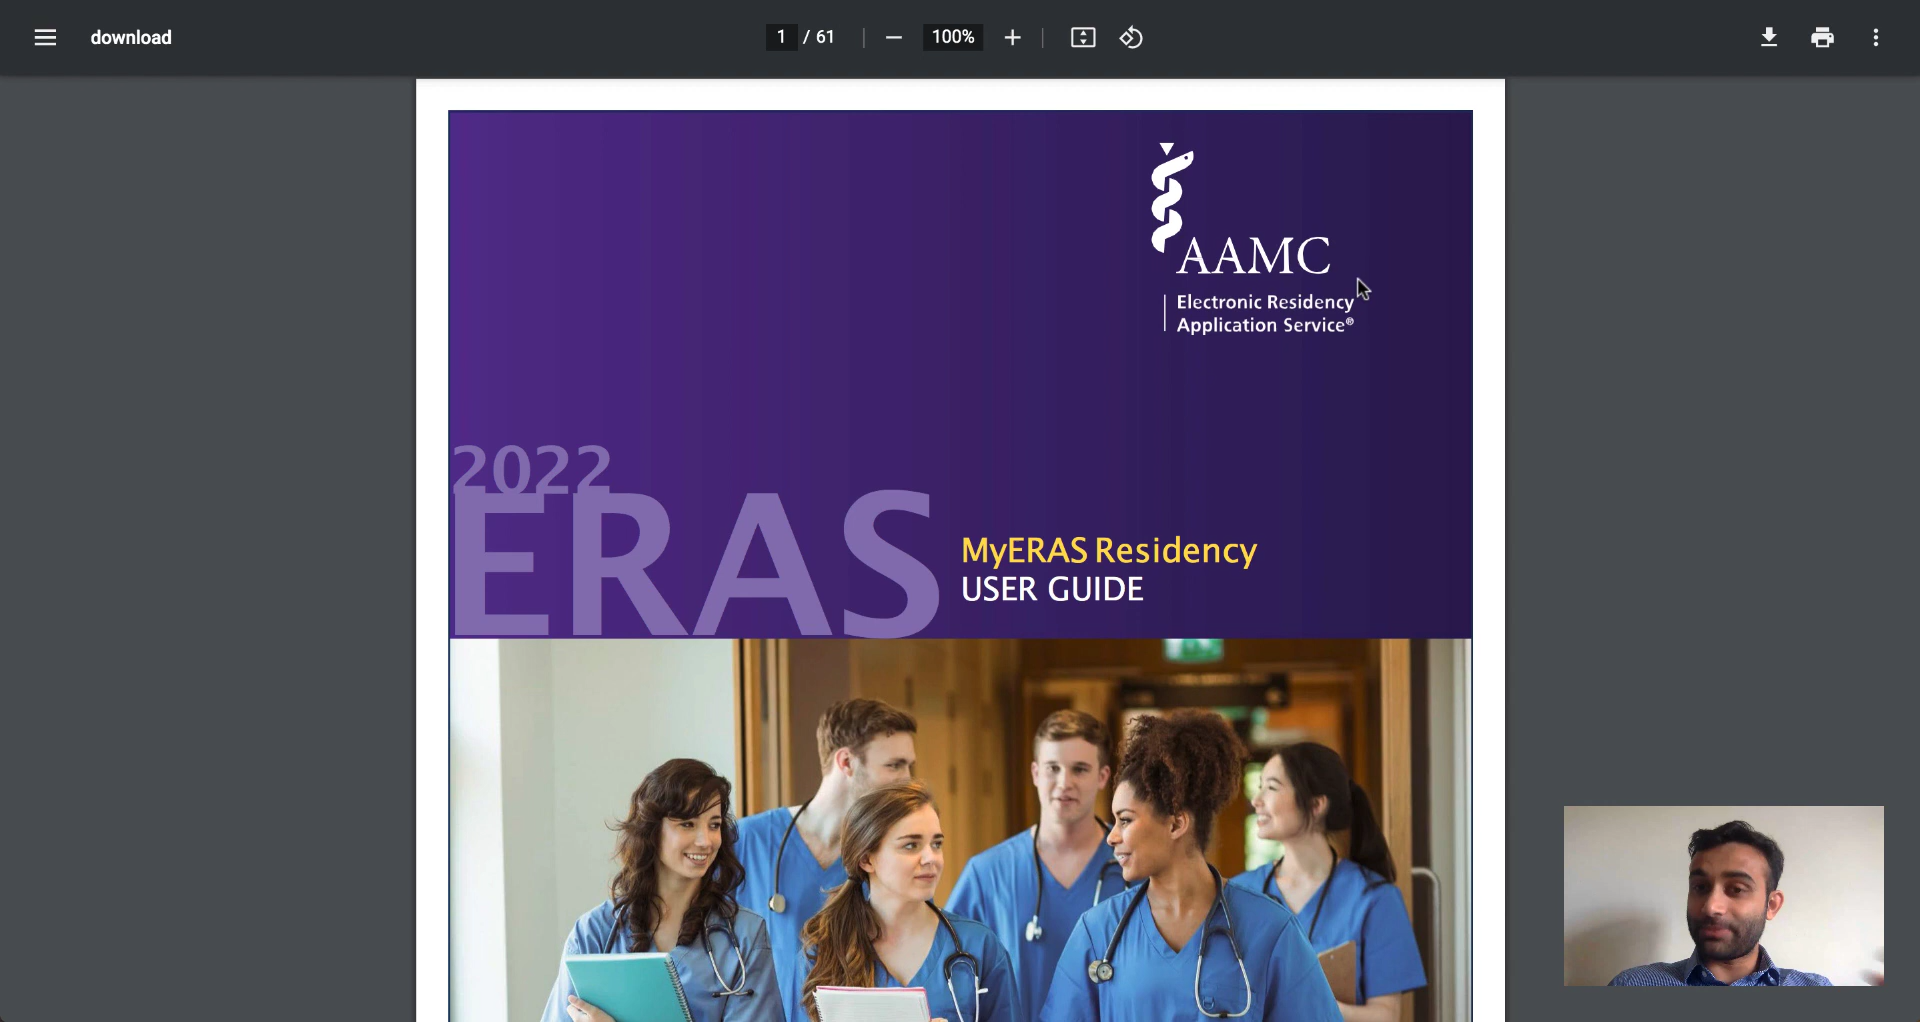 download
1 / 61
100%
AAMC
Electronic Residency
Application Service®
2022
ERAS
MyERAS Residency
USER GUIDE